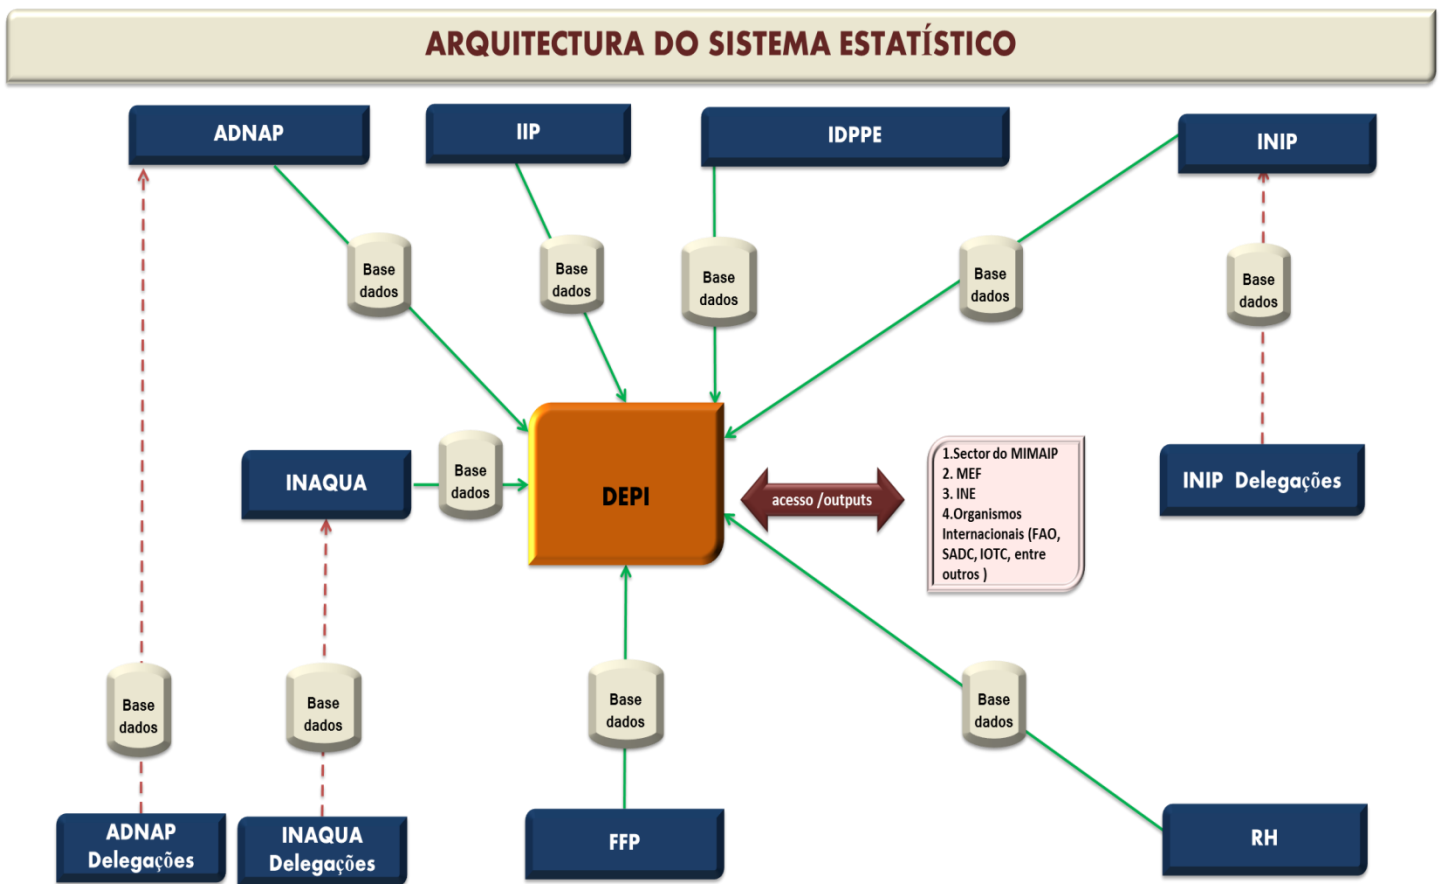 ARQUITECTURA DO SISTEMA ESTATÍSTICO
ADNAP
IIP
IDPPE
INIP
Base
dados
Base
dados
Base
dados
Base
dados
Base
dados
INAQUA
Base
dados
DEPI
acesso /outputs
1.Sector do MIMAIP
2. MEF
3. INE
4.Organismos
Internacionais (FAO,
SADC, IOTC, entre
outros )
INIP Delegações
Base
dados
Base
dados
Base
dados
Base
dados
ADNAP
Delegações
INAQUA
Delegações
FFP
RH